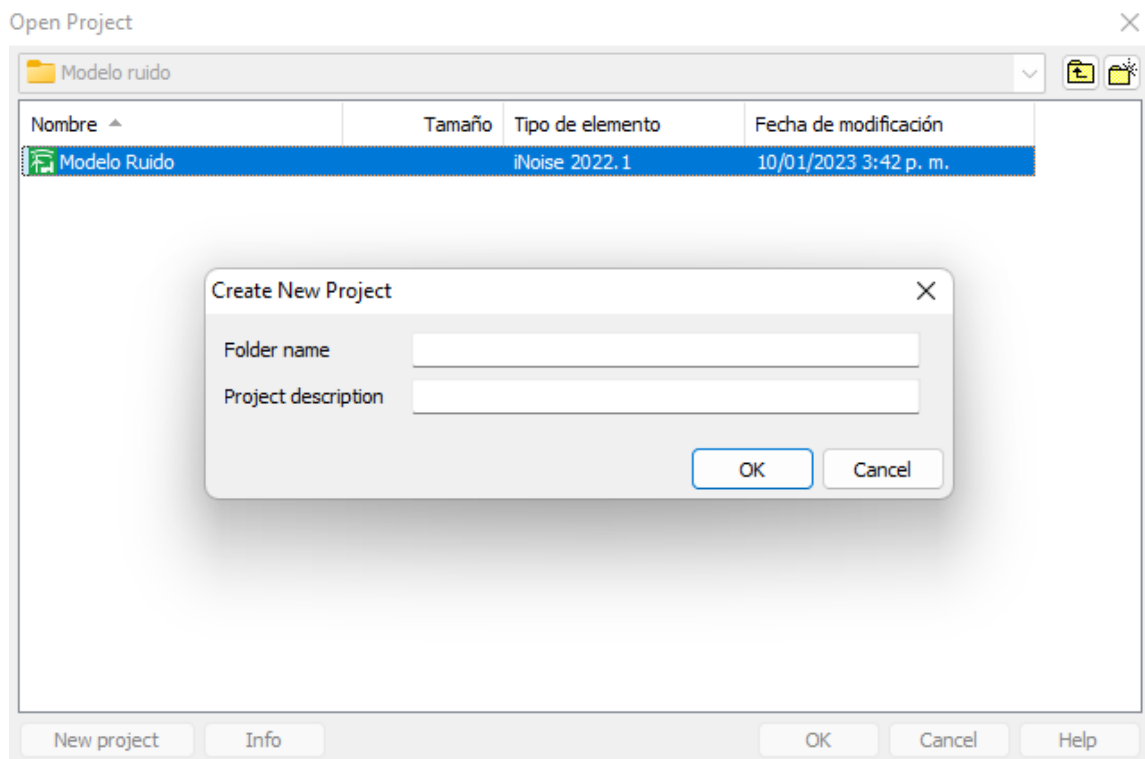 Open Project
Modelo ruido
Nombre Tamaño Tipo de elemento Fecha de modificación
Modelo Ruido iNoise 2022.1 10/01/2023 3:42 p. m.
Create New Project
Folder name
Project description
OK Cancel
New project Info OK Cancel Help